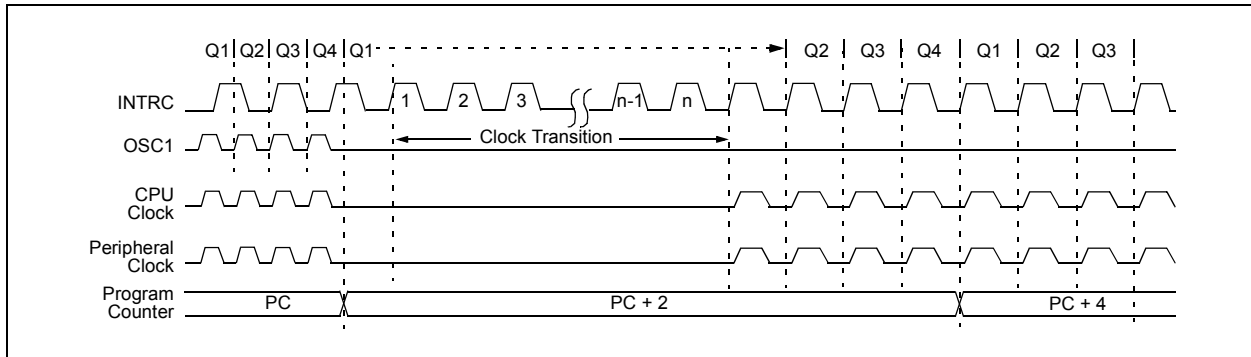 Q1 Q2 Q3 Q4 Q1 Q2 Q3 Q4 Q1 Q2 Q3
INTRC
1 2 3 n-1 n
Clock Transition
OSC1
CPU
Clock
Peripheral
Clock
Program
Counter
PC PC + 2 PC + 4